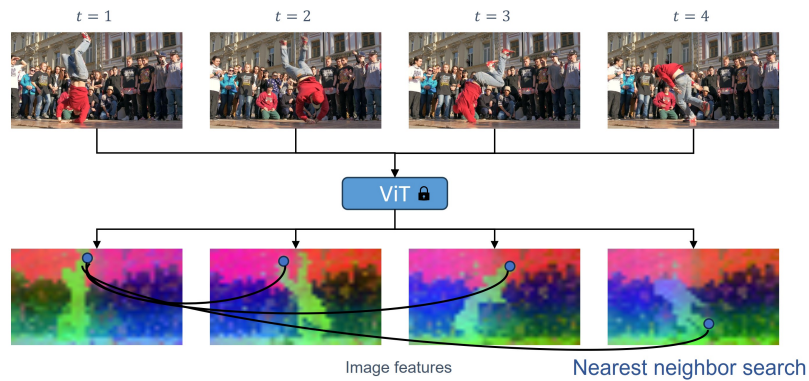 t = 1
t = 2
t = 3
t = 4
ViT
Image features
Nearest neighbor search